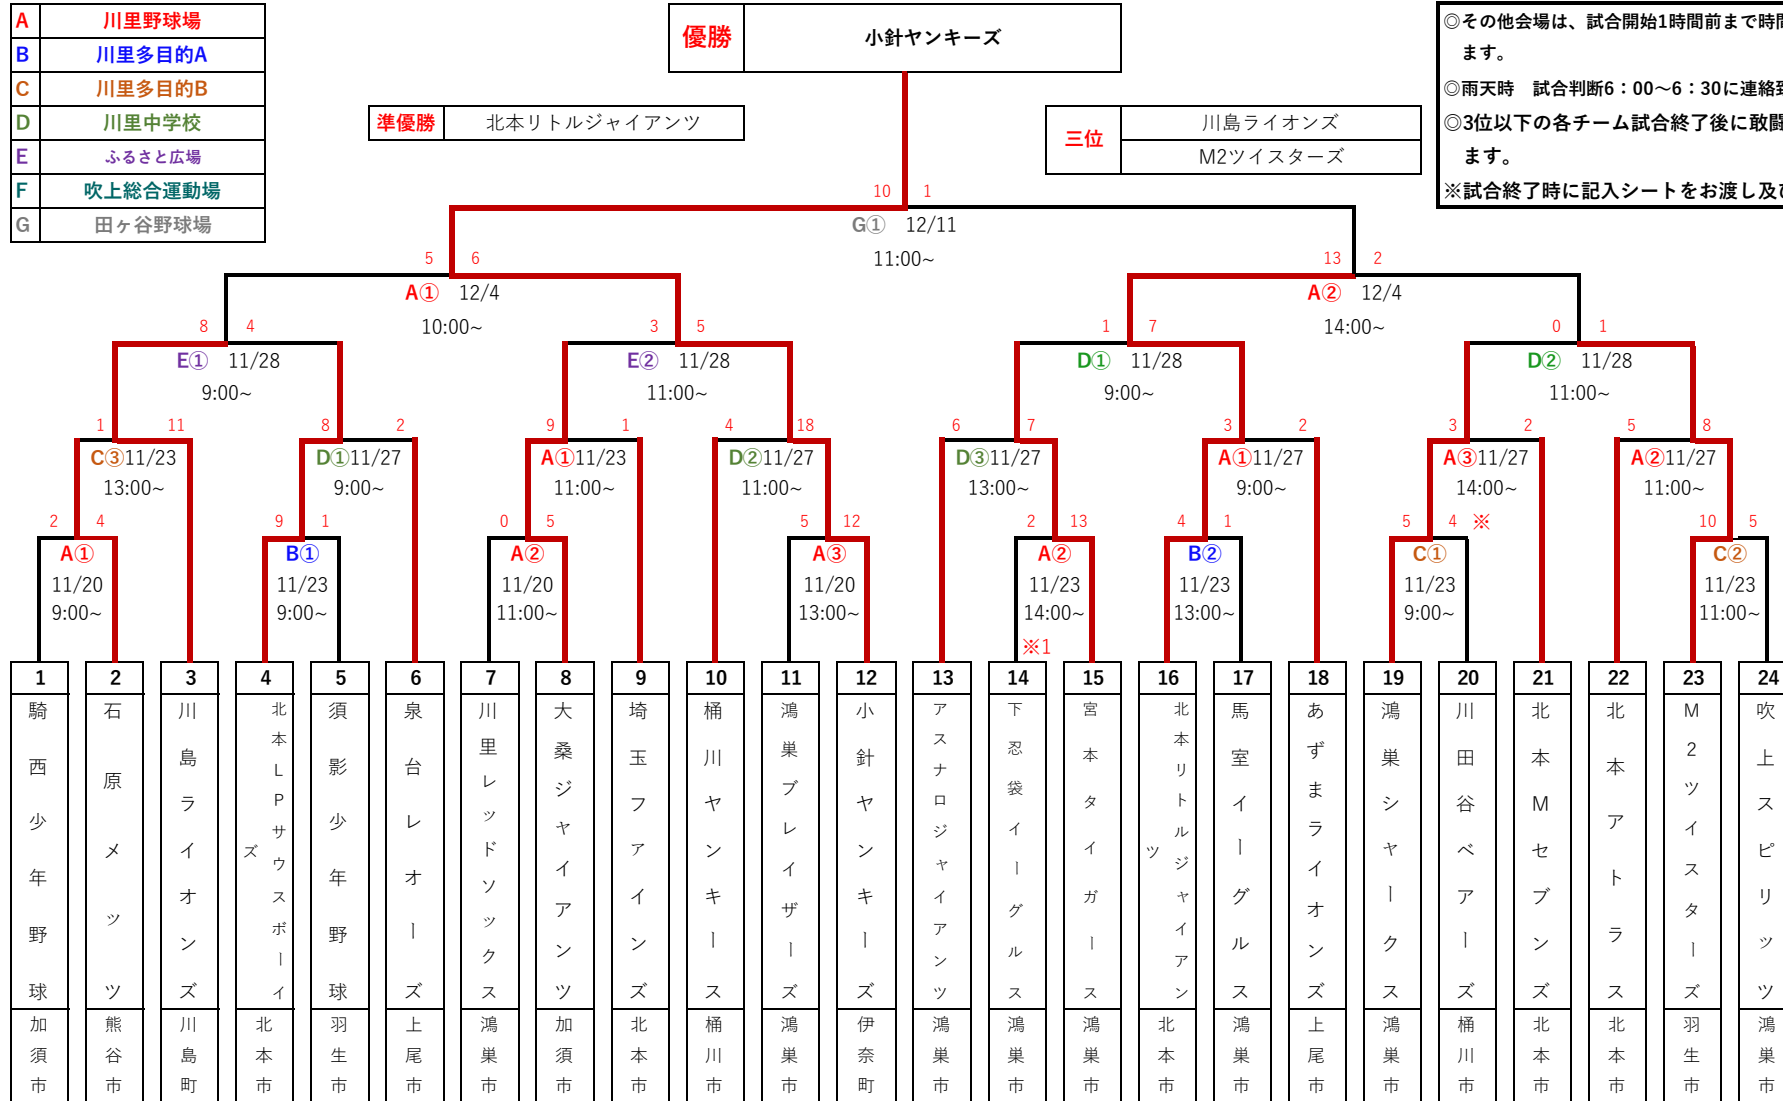 A 川里野球場
B 川里多目的A
C 川里多目的B
D 川里中学校
E ふるさと広場
F 吹上総合運動場
G 田ヶ谷野球場
優勝 小針ヤンキーズ
準優勝 北本リトルジャイアンツ
三位 川島ライオンズ
M2ツイスターズ
◎その他会場は、試合開始1時間前まで時
ます。
◎雨天時 試合判断6:00~6:30に連絡
◎3位以下の各チーム試合終了後に敢闘
ます。
※試合終了時に記入シートをお渡し及
10 1
G① 12/11
11:00~
5 6 13 2
A① 12/4 A② 12/4
10:00~ 14:00~
8 4 3 5 1 7 0 1
E① 11/28 E② 11/28 D① 11/28 D② 11/28
9:00~ 11:00~ 9:00~ 11:00~
1 11 8 2 9 1 4 18 6 7 3 2 3 2 5 8
C③11/23 D①11/27 A①11/23 D②11/27 D③11/27 A①11/27 A③11/27 A②11/27
13:00~ 9:00~ 11:00~ 11:00~ 13:00~ 9:00~ 14:00~ 11:00~
2 4 9 1 0 5 5 12 2 13 4 1 5 4 ※ 10 5
A① B① A② A③ A② B② C① C②
11/20 11/23 11/20 11/20 11/23 11/23 11/23 11/23
9:00~ 9:00~ 11:00~ 13:00~ 14:00~ 13:00~ 9:00~ 11:00~
※1
1 騎西少年野球 加須市
2 石原メッツ 熊谷市
3 川島ライオンズ 川島町
4 北本LPサウスボーイズ 北本市
5 須影少年野球 羽生市
6 泉台レオーズ 上尾市
7 川里レッドソックス 鴻巣市
8 大桑ジャイアンツ 加須市
9 埼玉ファインズ 北本市
10 桶川ヤンキース 桶川市
11 鴻巣ブレイザーズ 鴻巣市
12 小針ヤンキーズ 伊奈町
13 アスナロジャイアンツ 鴻巣市
14 下忍袋イーグルス 鴻巣市
15 宮本タイガース 鴻巣市
16 北本リトルジャイアンツ 北本市
17 馬室イーグルス 鴻巣市
18 あずまライオンズ 上尾市
19 鴻巣シャークス 鴻巣市
20 川田谷ベアーズ 桶川市
21 北本Mセブンズ 北本市
22 北本アトラス 北本市
23 M2ツイスターズ 羽生市
24 吹上スピリッツ 鴻巣市